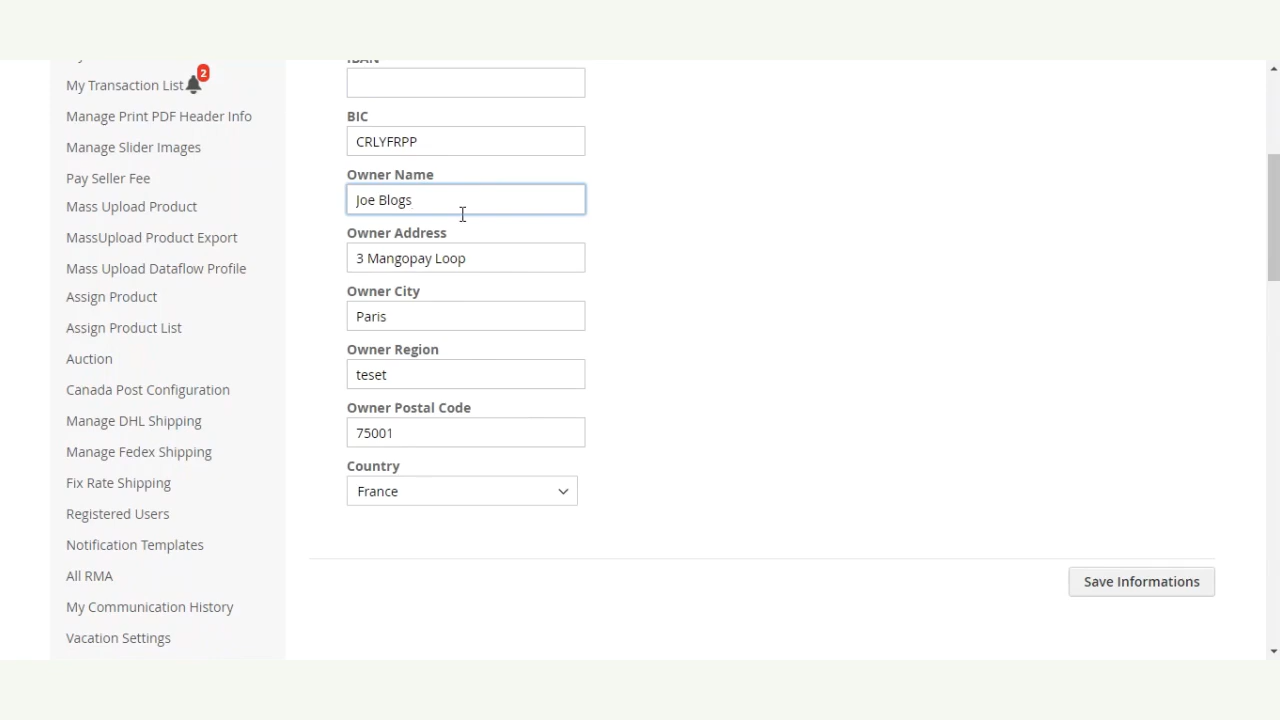 My Transaction List
2
Manage Print PDF Header Info
Manage Slider Images
Pay Seller Fee
Mass Upload Product
MassUpload Product Export
Mass Upload Dataflow Profile
Assign Product
Assign Product List
Auction
Canada Post Configuration
Manage DHL Shipping
Manage Fedex Shipping
Fix Rate Shipping
Registered Users
Notification Templates
All RMA
My Communication History
Vacation Settings
IBAN
BIC
CRLYFRPP
Owner Name
Joe Blogs
Owner Address
3 Mangopay Loop
Owner City
Paris
Owner Region
teset
Owner Postal Code
75001
Country
France
Save Informations